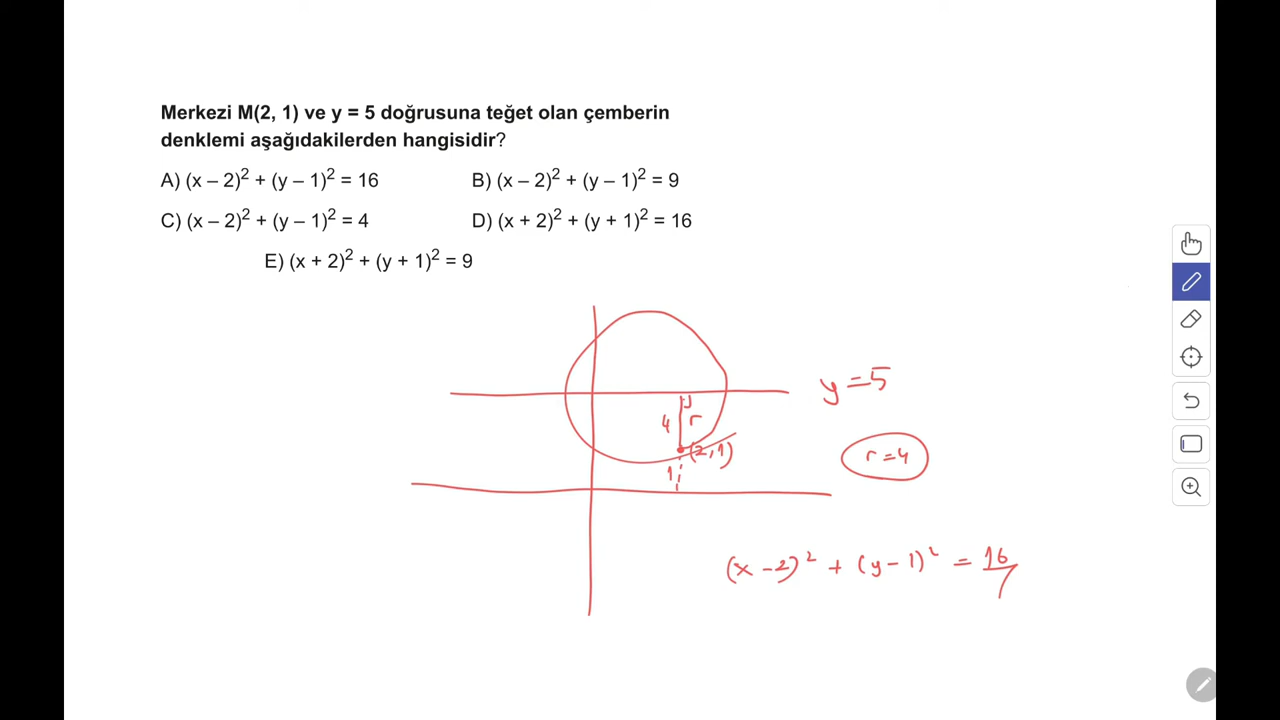 Merkezi M(2, 1) ve y = 5 doğrusuna teğet olan çemberin
denklemi aşağıdakilerden hangisidir?
A) (x – 2)² + (y – 1)² = 16 B) (x – 2)² + (y – 1)² = 9
C) (x – 2)² + (y – 1)² = 4 D) (x + 2)² + (y + 1)² = 16
E) (x + 2)² + (y + 1)² = 9
y = 5
4 r
(2,1)
1
r = 4
(x - 2)² + (y - 1)² = 16